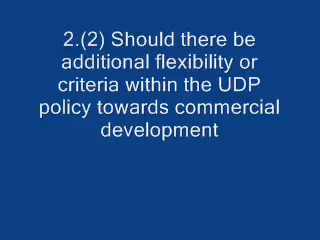 2.(2) Should there be
additional flexibility or
criteria within the UDP
policy towards commercial
development